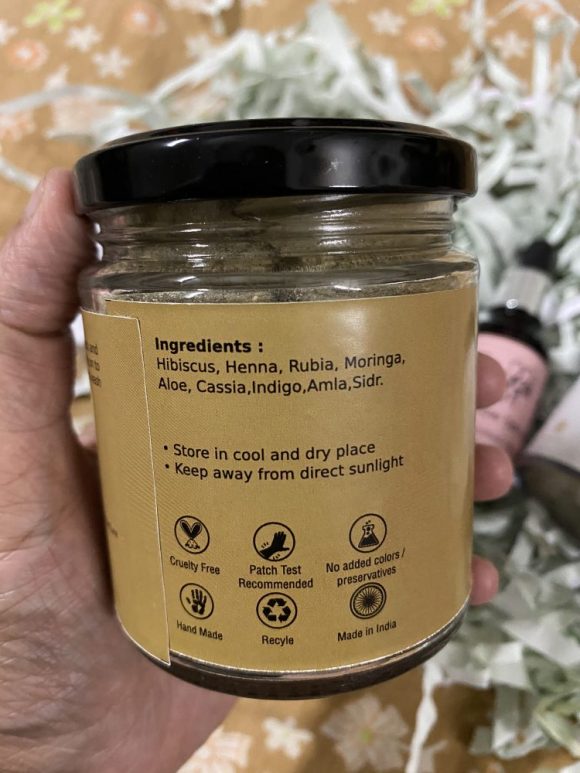 Ingredients :
Hibiscus, Henna, Rubia, Moringa,
Aloe, Cassia,Indigo,Amla,Sidr.
• Store in cool and dry place
• Keep away from direct sunlight
Cruelty Free
Patch Test
Recommended
No added colors /
preservatives
Hand Made
Recyle
Made in India